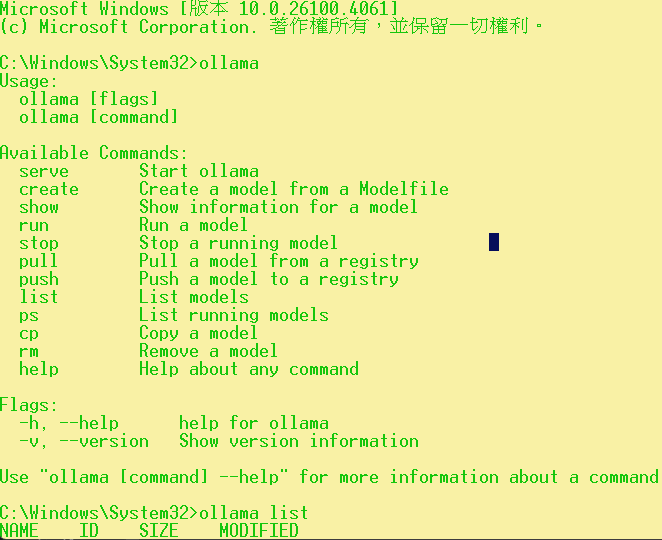 Microsoft Windows [版本 10.0.26100.4061]
(c) Microsoft Corporation. 著作權所有，並保留一切權利。
C:\Windows\System32>ollama
Usage:
  ollama [flags]
  ollama [command]
Available Commands:
  serve       Start ollama
  create      Create a model from a Modelfile
  show        Show information for a model
  run         Run a model
  stop        Stop a running model
  pull        Pull a model from a registry
  push        Push a model to a registry
  list        List models
  ps          List running models
  cp          Copy a model
  rm          Remove a model
  help        Help about any command
Flags:
  -h, --help      help for ollama
  -v, --version   Show version information
Use "ollama [command] --help" for more information about a command
C:\Windows\System32>ollama list
NAME    ID    SIZE    MODIFIED